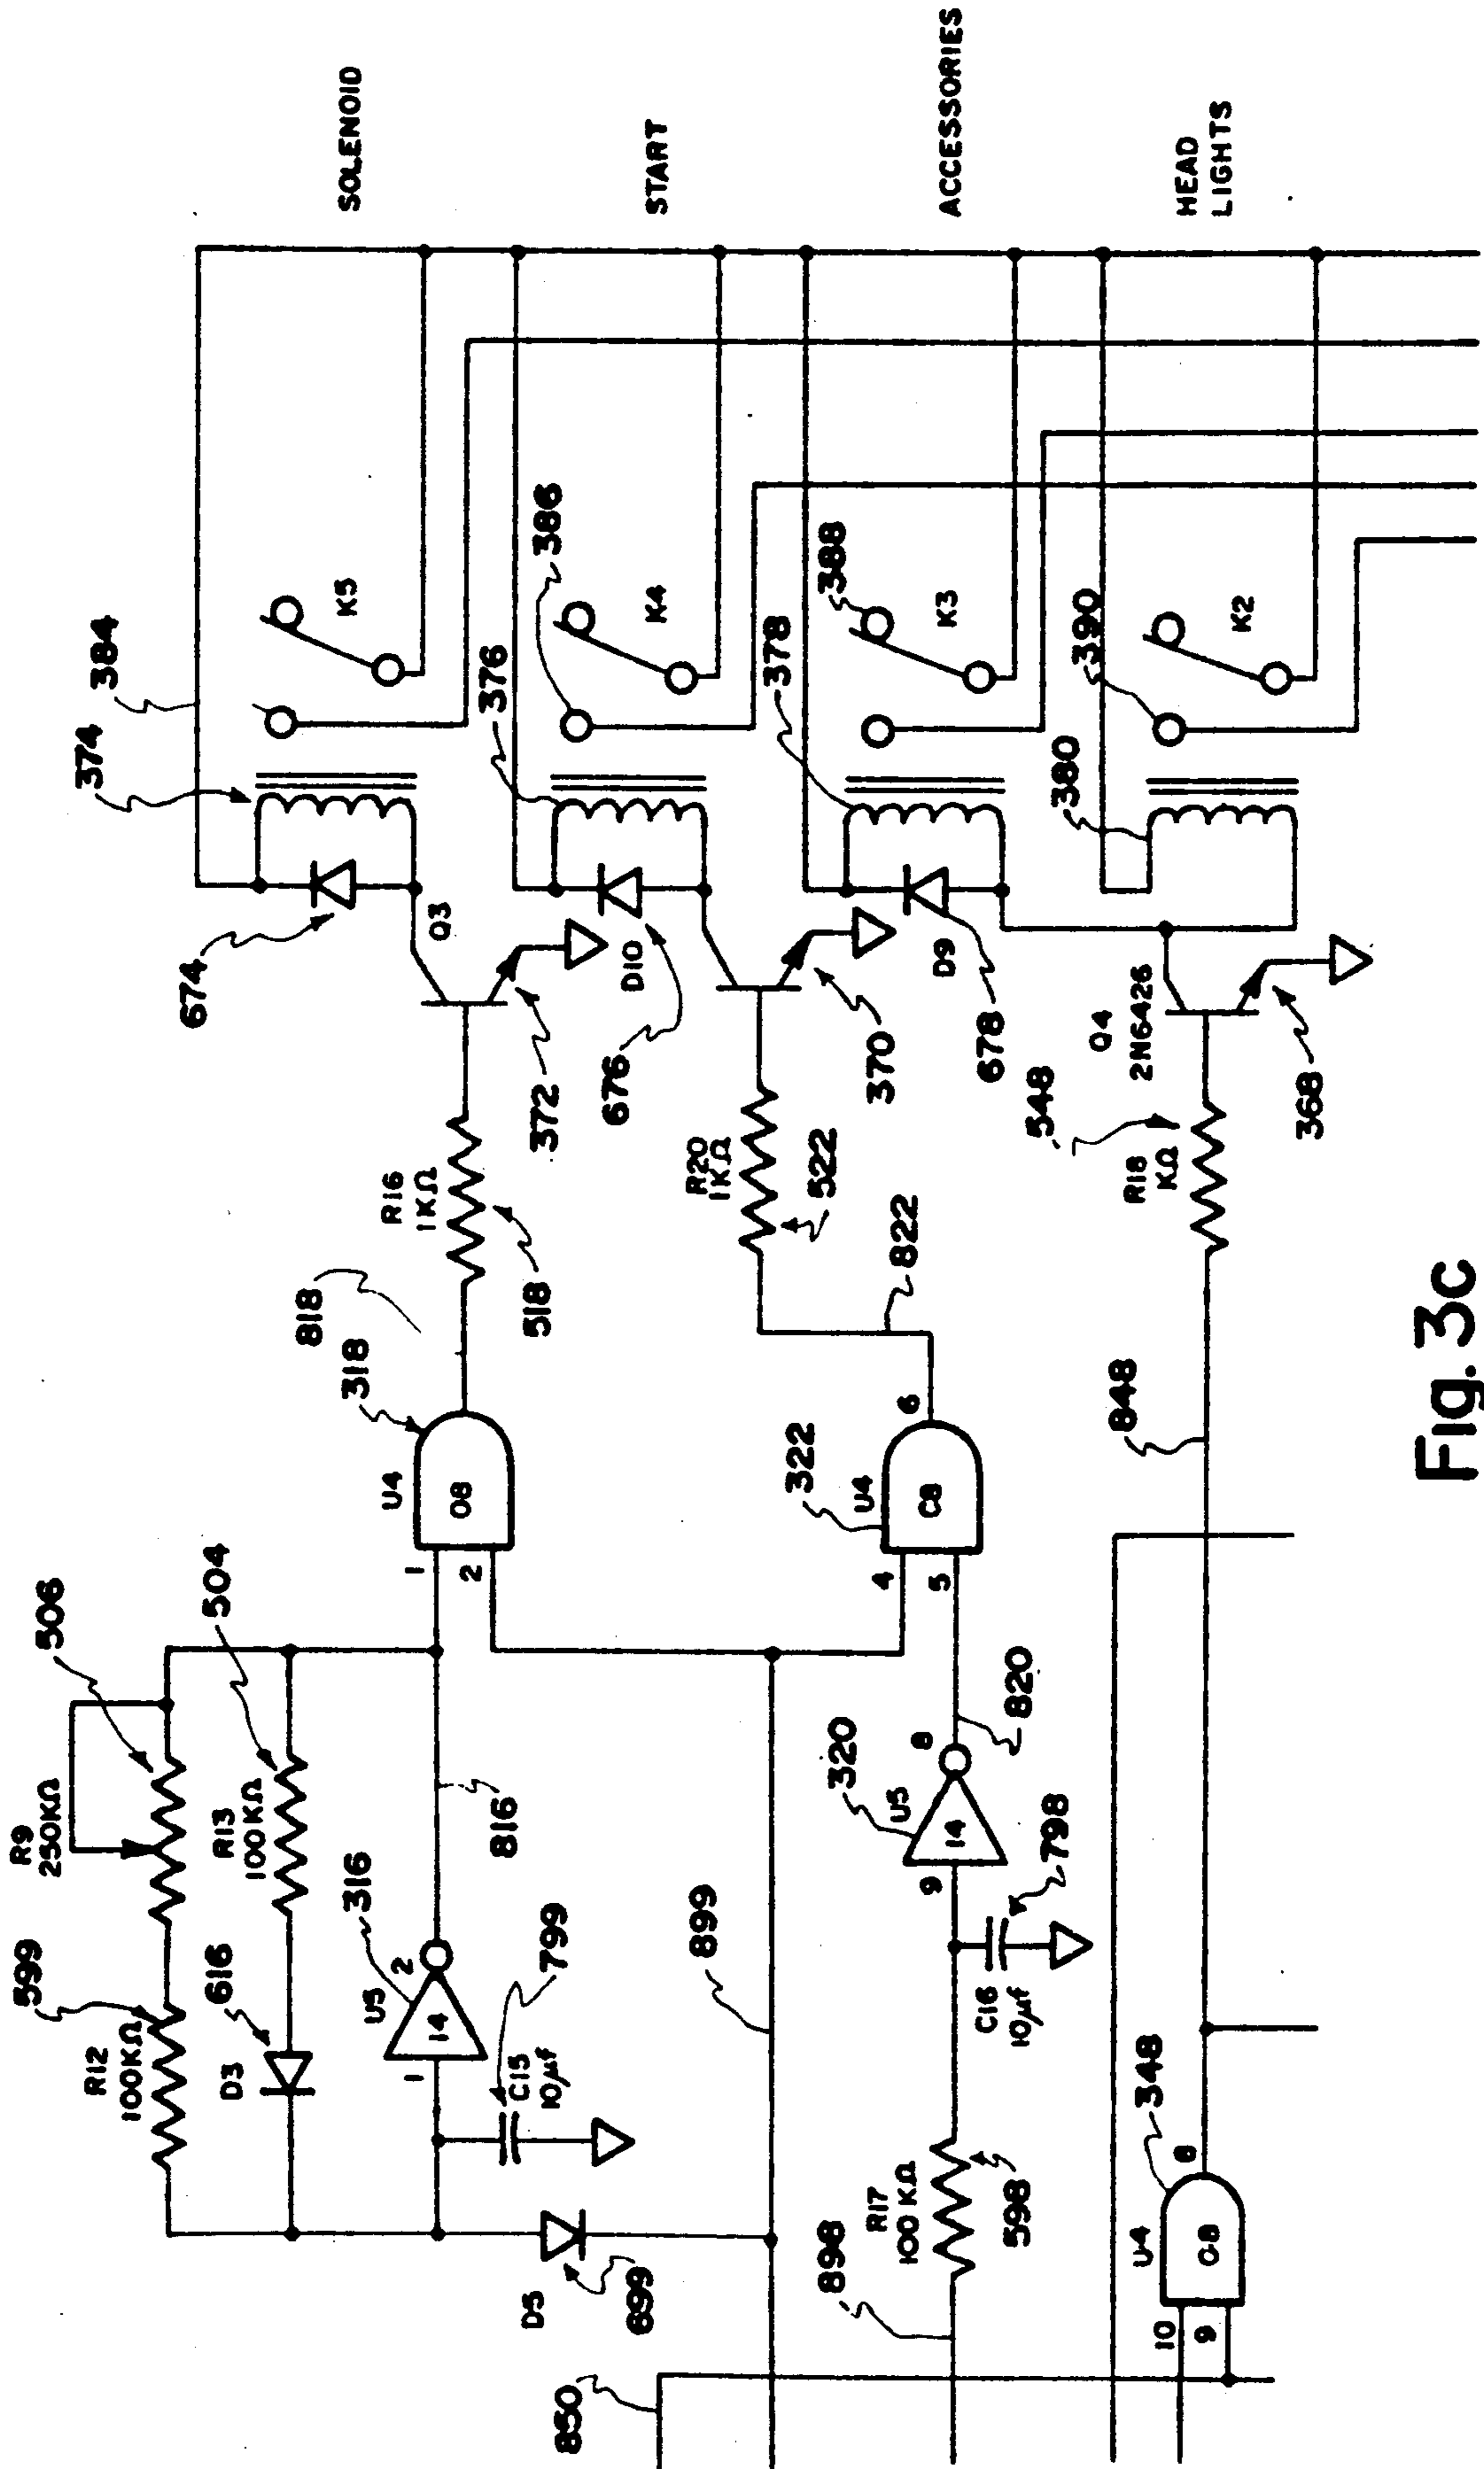 R9
250KΩ
599
506
R12
100KΩ
384
374
616
504
D3
R13
100KΩ
674
SOLENOID
K5
818
318
316
U5
14
1
2
U4
08
1
2
R16
1KΩ
Q3
799
C15
10µf
816
518
372
D5
699
676
D10
376
386
START
K4
850
899
R20
1KΩ
522
370
378
388
898
R17
100KΩ
598
320
U5
14
9
8
322
U4
C8
4
5
6
822
D9
678
K3
ACCESSORIES
C16
10µf
798
820
548
380
390
Q4
2N6426
848
R18
KΩ
348
U4
08
10
9
8
368
K2
HEAD
LIGHTS
Fig. 3c